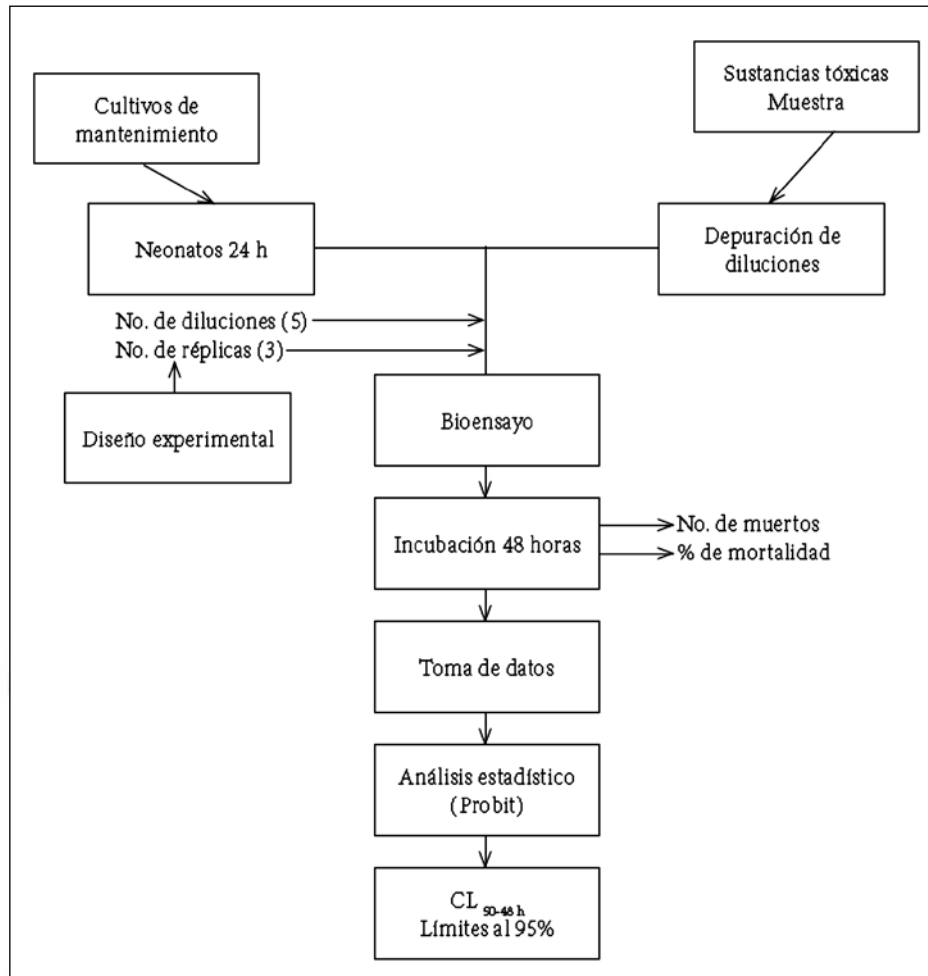 Sustancias tóxicas
Muestra
Cultivos de
mantenimiento
Neonatos 24 h
Depuración de
diluciones
No. de diluciones (5)
No. de réplicas (3)
Diseño experimental
Bioensayo
Incubación 48 horas
No. de muertos
% de mortalidad
Toma de datos
Análisis estadístico
(Probit)
CL 50-48 h
Límites al 95%